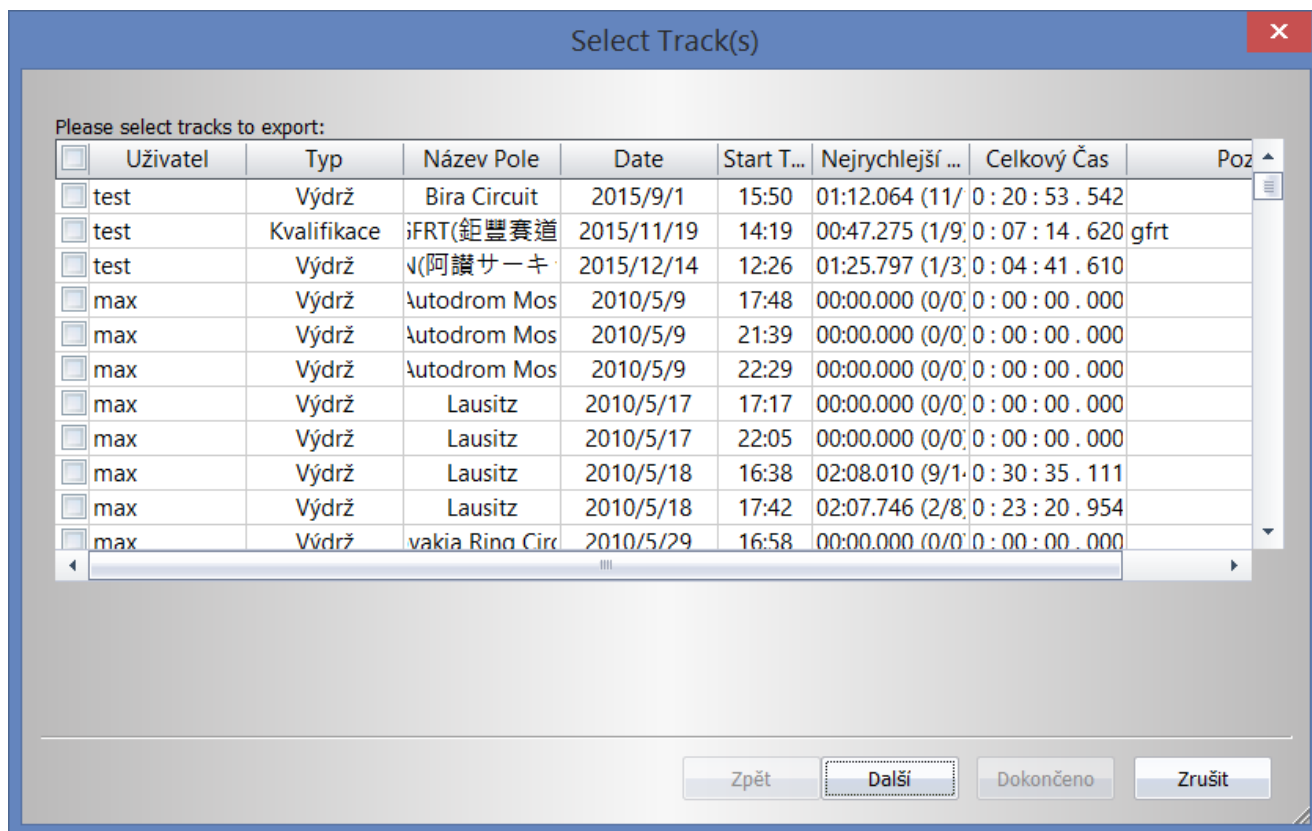 Select Track(s)
Please select tracks to export:
Uživatel Typ Název Pole Date Start T... Nejrychlejší ... Celkový Čas Poz
test Výdrž Bira Circuit 2015/9/1 15:50 01:12.064 (11/ 0 : 20 : 53 . 542
test Kvalifikace GFRT(鉅豐賽道 2015/11/19 14:19 00:47.275 (1/9) 0 : 07 : 14 . 620 gfrt
test Výdrž N(阿讃サーキ 2015/12/14 12:26 01:25.797 (1/3) 0 : 04 : 41 . 610
max Výdrž Autodrom Mos 2010/5/9 17:48 00:00.000 (0/0) 0 : 00 : 00 . 000
max Výdrž Autodrom Mos 2010/5/9 21:39 00:00.000 (0/0) 0 : 00 : 00 . 000
max Výdrž Autodrom Mos 2010/5/9 22:29 00:00.000 (0/0) 0 : 00 : 00 . 000
max Výdrž Lausitz 2010/5/17 17:17 00:00.000 (0/0) 0 : 00 : 00 . 000
max Výdrž Lausitz 2010/5/17 22:05 00:00.000 (0/0) 0 : 00 : 00 . 000
max Výdrž Lausitz 2010/5/18 16:38 02:08.010 (9/14 0 : 30 : 35 . 111
max Výdrž Lausitz 2010/5/18 17:42 02:07.746 (2/8) 0 : 23 : 20 . 954
max Výdrž vakia Ring Circ 2010/5/29 16:58 00:00.000 (0/0) 0 : 00 : 00 . 000
Zpět Další Dokončeno Zrušit